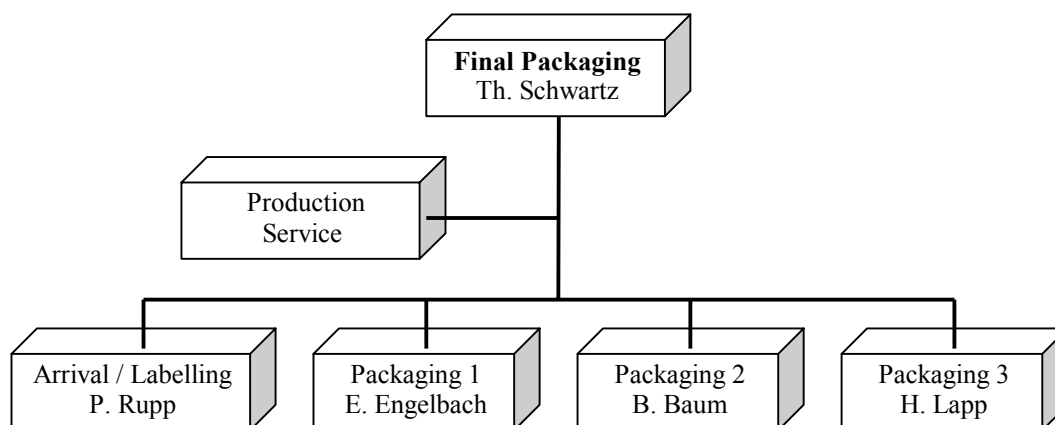 Final Packaging
Th. Schwartz
Production
Service
Arrival / Labelling
P. Rupp
Packaging 1
E. Engelbach
Packaging 2
B. Baum
Packaging 3
H. Lapp